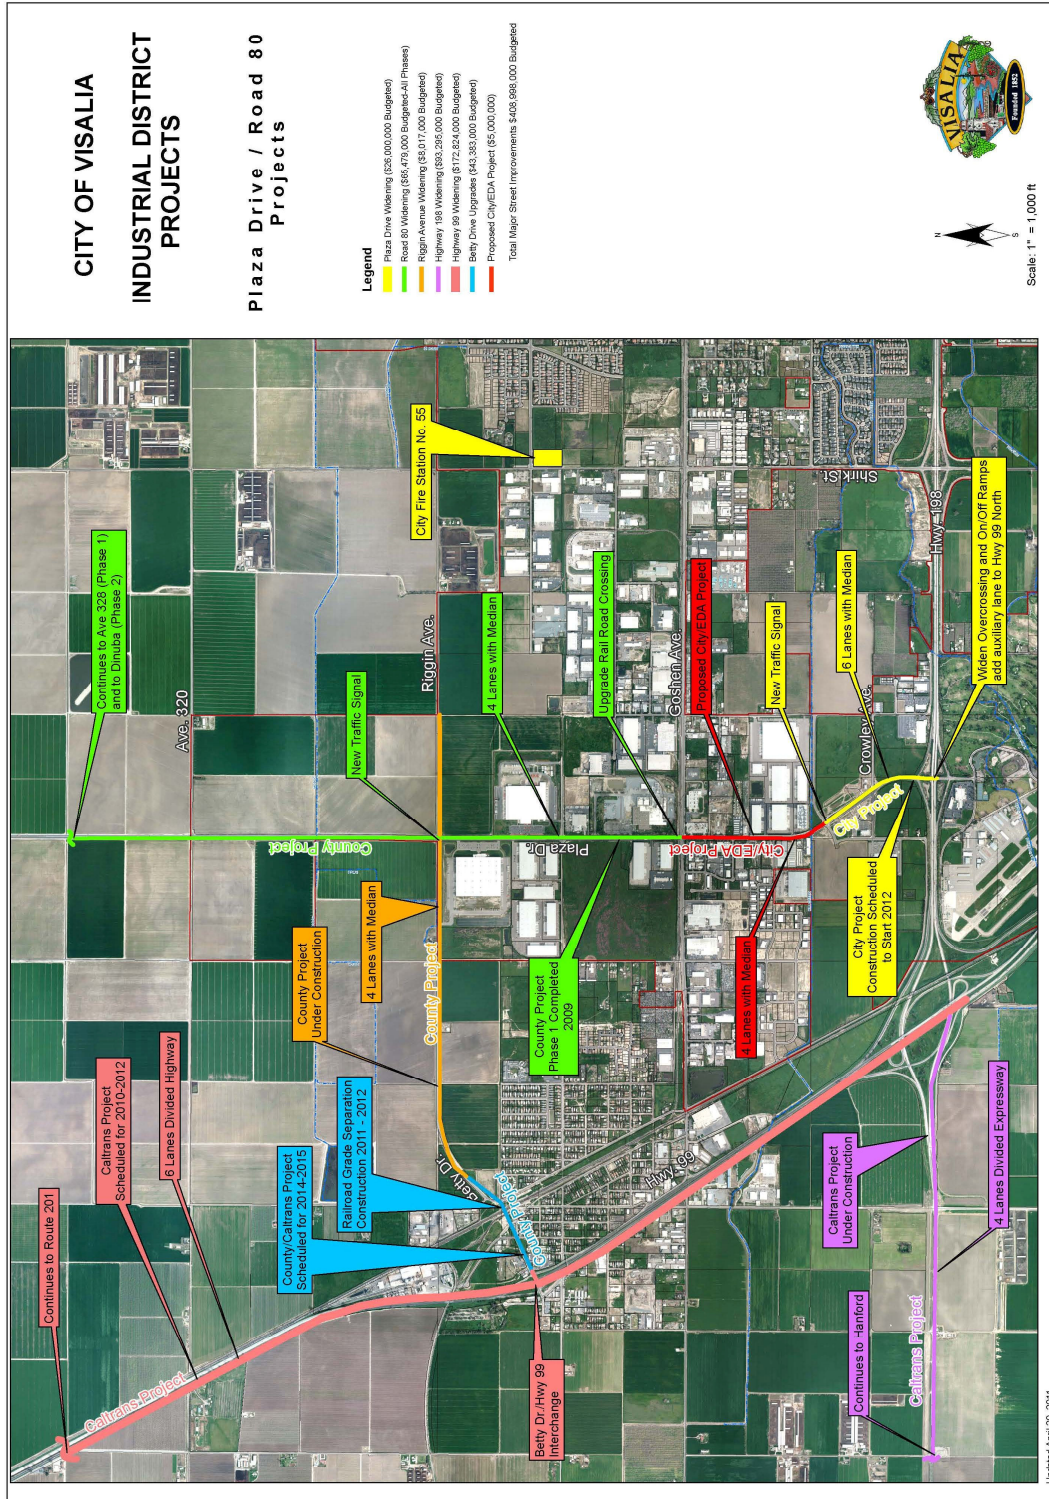 CITY OF VISALIA
INDUSTRIAL DISTRICT
PROJECTS
Plaza Drive / Road 80
Projects
Legend
Plaza Drive Widening ($26,000,000 Budgeted)
Road 80 Widening ($65,479,000 Budgeted-All Phases)
Riggin Avenue Widening ($8,017,000 Budgeted)
Highway 198 Widening ($93,295,000 Budgeted)
Highway 99 Widening ($172,824,000 Budgeted)
Betty Drive Upgrades ($43,383,000 Budgeted)
Proposed City/EDA Project ($5,000,000)
Total Major Street Improvements $408,998,000 Budgeted
VISALIA
Founded 1852
N
S
Scale: 1" = 1,000 ft
Continues to Route 201
Caltrans Project
Scheduled for 2010-2012
6 Lanes Divided Highway
Caltrans Project
County/Caltrans Project
Scheduled for 2014-2015
Railroad Grade Separation
Construction 2011 - 2012
Betty Dr.
County Project
Betty Dr./Hwy 99
Interchange
Hwy. 99
County Project
Under Construction
4 Lanes with Median
County Project
Continues to Ave 328 (Phase 1)
and to Dinuba (Phase 2)
Ave. 320
County Project
New Traffic Signal
Riggin Ave.
City Fire Station No. 55
4 Lanes with Median
Plaza Dr.
Upgrade Rail Road Crossing
County Project
Phase 1 Completed
2009
Goshen Ave.
Proposed City/EDA Project
City/EDA Project
4 Lanes with Median
New Traffic Signal
6 Lanes with Median
Crowley Ave.
City Project
Shirk St.
Hwy. 198
City Project
Construction Scheduled
to Start 2012
Widen Overcrossing and On/Off Ramps
add auxiliary lane to Hwy 99 North
Caltrans Project
Under Construction
4 Lanes Divided Expressway
Continues to Hanford
Caltrans Project